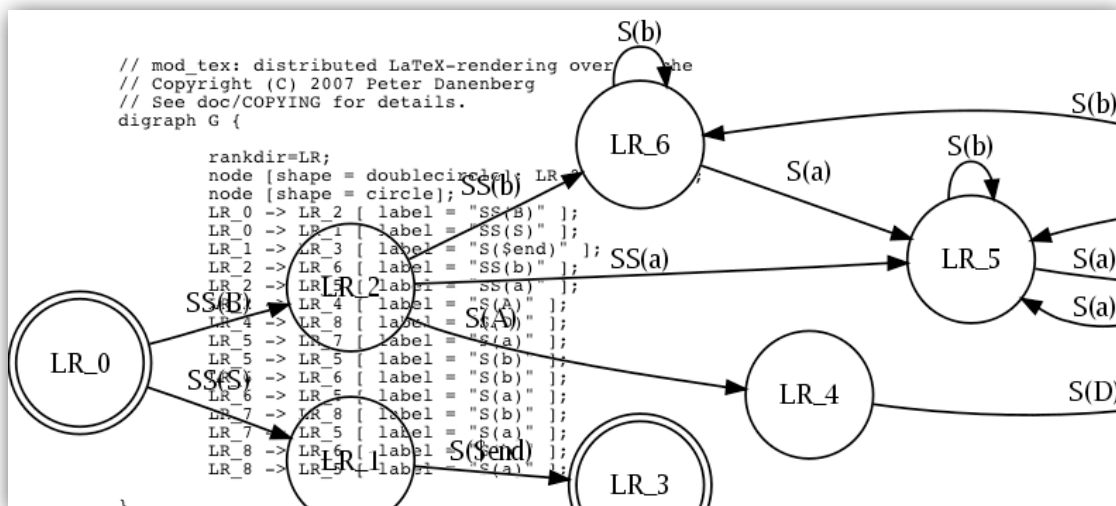 // mod_tex: distributed LaTeX-rendering over
// Copyright (C) 2007 Peter Danenberg
// See doc/COPYING for details.
digraph G {
rankdir=LR;
node [shape = doublecircle]; LR_
node [shape = circle];
LR_0 -> LR_2 [ label = "SS(B)" ];
LR_0 -> LR_1 [ label = "SS(S)" ];
LR_1 -> LR_3 [ label = "S($end)" ];
LR_2 -> LR_6 [ label = "SS(b)" ];
LR_2 -> LR_5 [ label = "SS(a)" ];
LR_4 [ label = "S(A)" ];
LR_4 -> LR_8 [ label = ];
LR_5 -> LR_7 [ label = "S(a)" ];
LR_5 -> LR_5 [ label = "S(b)" ];
LR_6 [ label = "S(b)" ];
LR_6 -> LR_5 [ label = "S(a)" ];
LR_7 -> LR_8 [ label = "S(b)" ];
LR_7 -> LR_5 [ label = "S(a)" ];
LR_8 -> LR_6 [ label = ];
LR_8 -> LR_5 [ label = "S(a)" ];
}
S(b)
LR_6
S(b)
S(b)
S(a)
LR_5
S(a)
S(a)
SS(b)
SS(a)
LR_2
SS(B)
S(A)
LR_0
LR_4
S(D)
SS(S)
LR_1
S($end)
LR_3